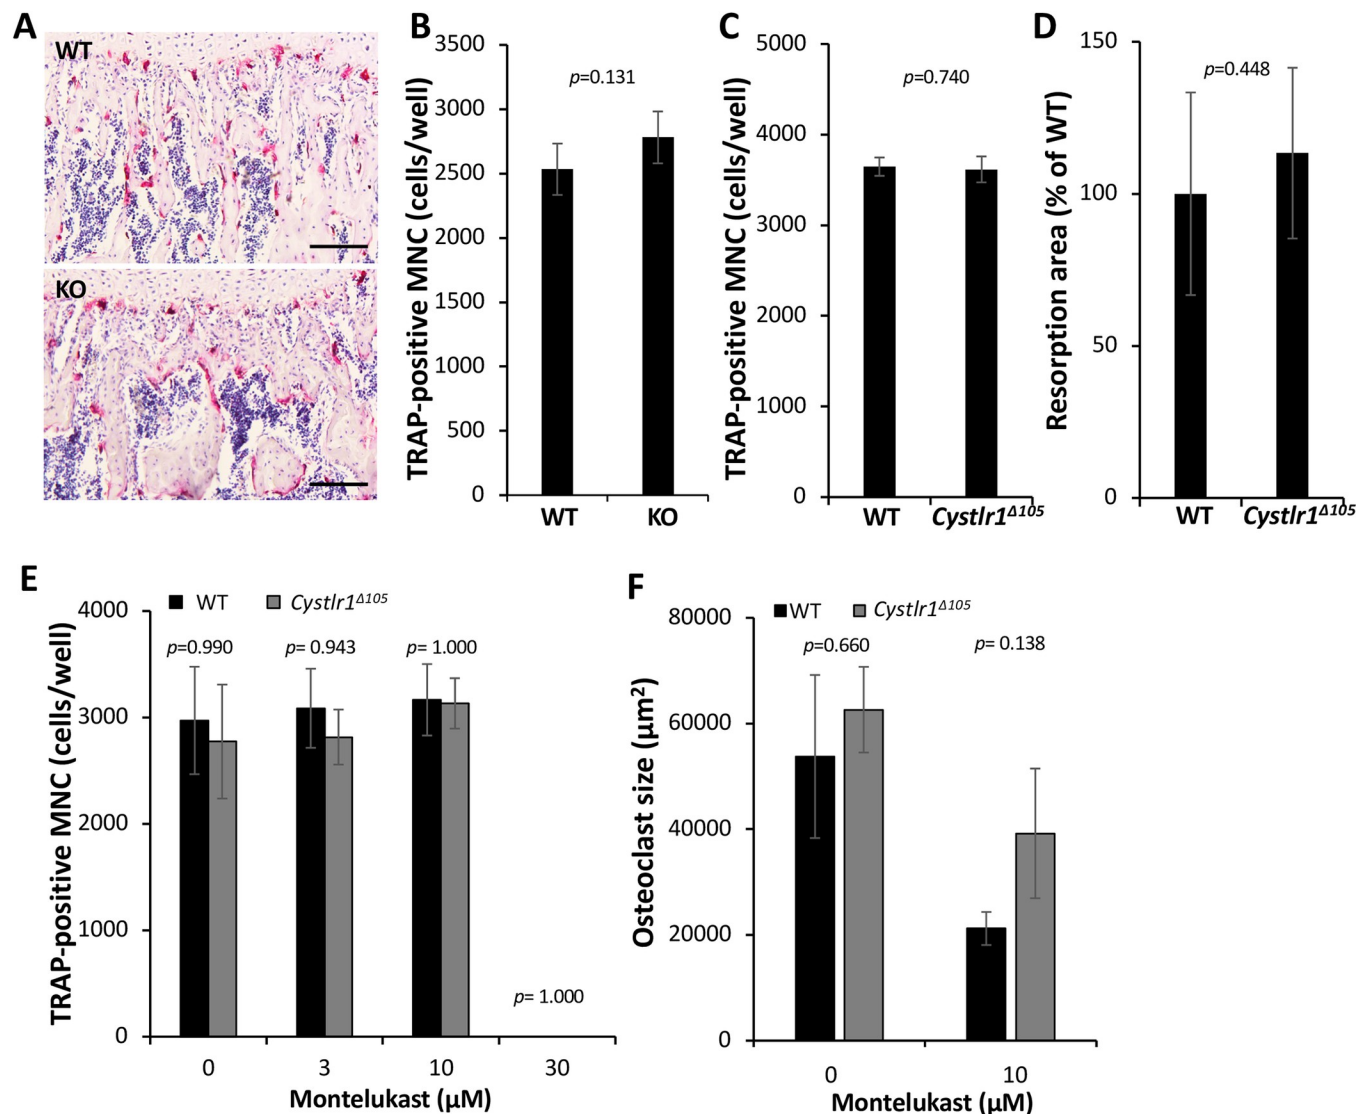 A
WT
KO
B
TRAP-positive MNC (cells/well)
3500
3000
2500
2000
1500
1000
500
0
p=0.131
WT KO
C
TRAP-positive MNC (cells/well)
5000
4000
3000
2000
1000
0
p=0.740
WT Cystlr1Δ105
D
Resorption area (% of WT)
150
100
50
0
p=0.448
WT Cystlr1Δ105
E
WT Cystlr1Δ105
TRAP-positive MNC (cells/well)
4000
3000
2000
1000
0
p=0.990 p= 0.943 p= 1.000
p= 1.000
0 3 10 30
Montelukast (μM)
F
WT Cystlr1Δ105
Osteoclast size (μm²)
80000
60000
40000
20000
0
p=0.660 p= 0.138
0 10
Montelukast (μM)